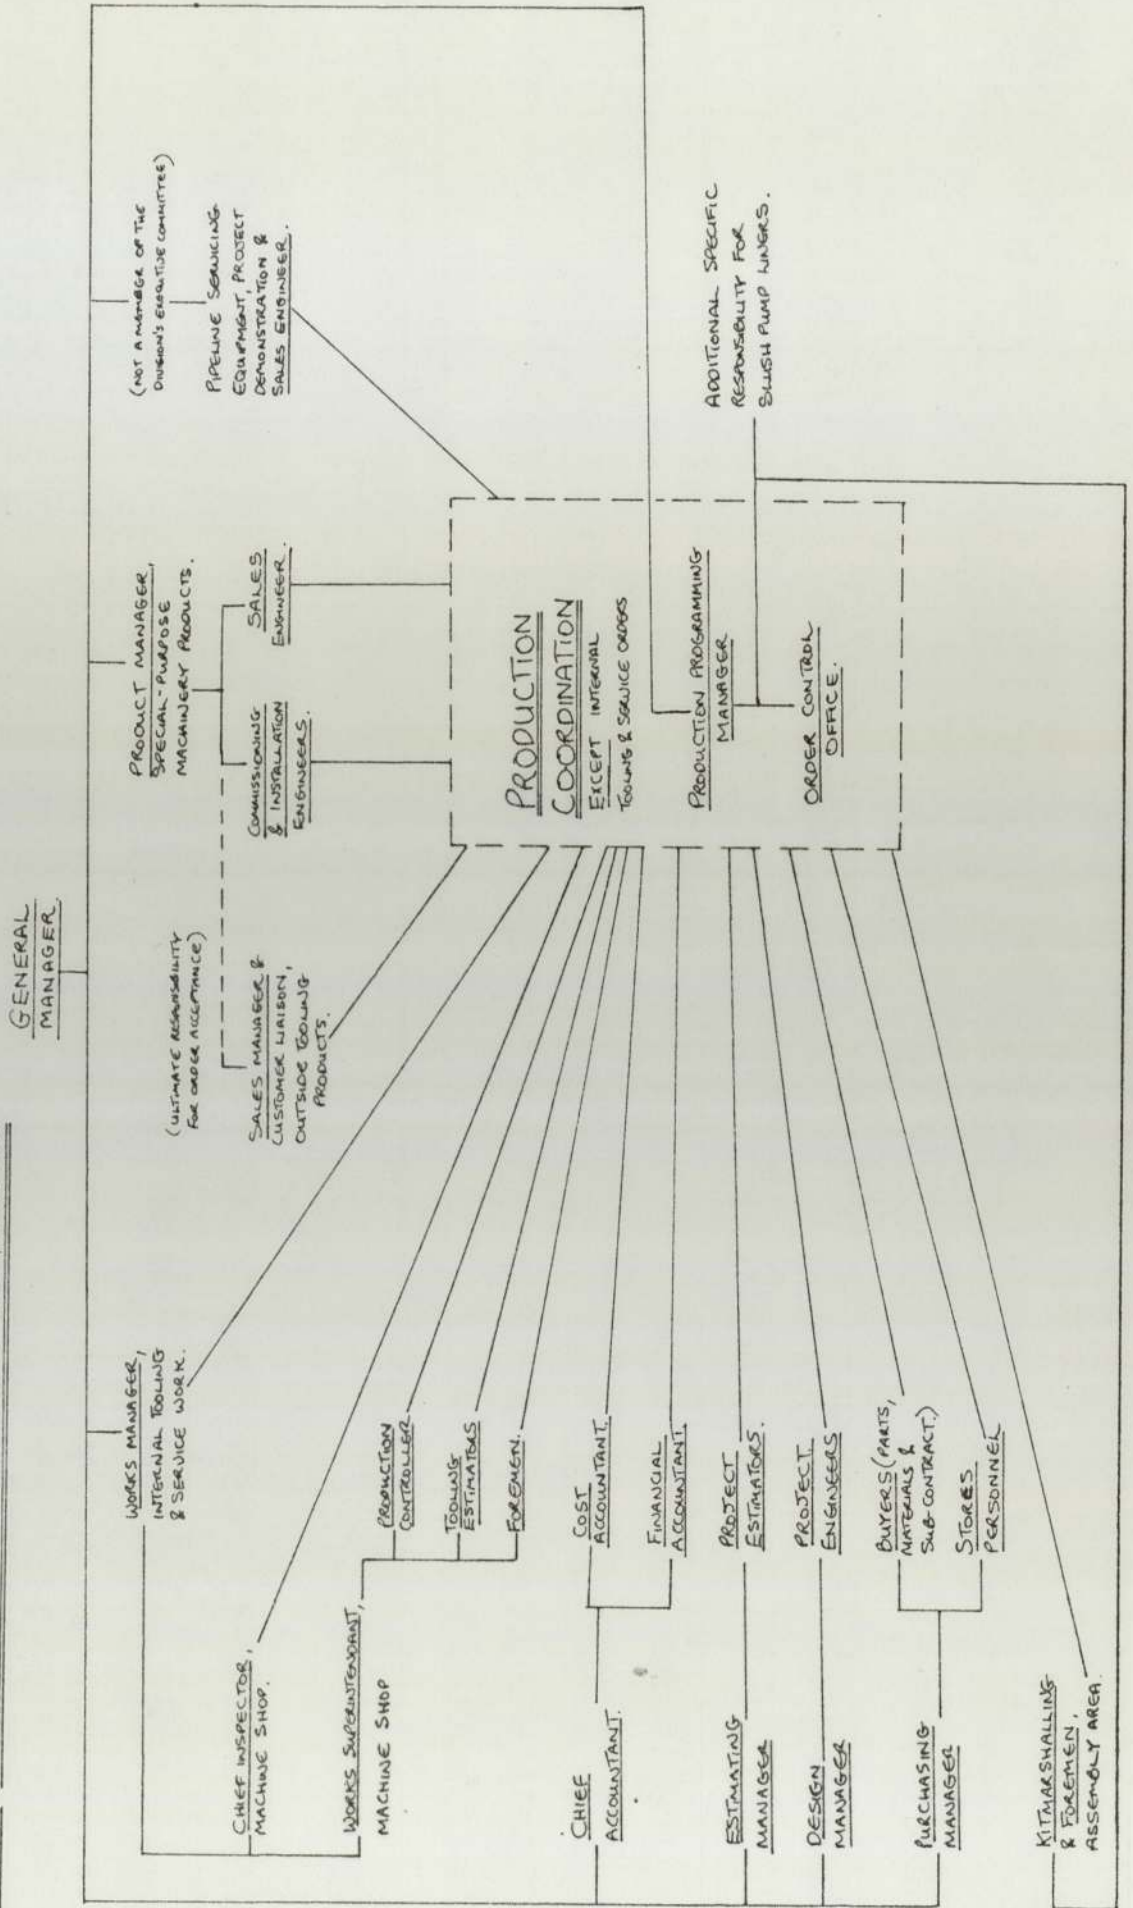 GENERAL
MANAGER.
WORKS MANAGER,
INTERNAL TOOLING
& SERVICE WORK.
(ULTIMATE RESPONSIBILITY
FOR ORDER ACCEPTANCE)
SALES MANAGER &
CUSTOMER LIAISON,
OUTSIDE TOOLING
PRODUCTS.
PRODUCT MANAGER,
SPECIAL-PURPOSE
MACHINERY PRODUCTS.
COMMISSIONING
& INSTALLATION
ENGINEERS.
SALES
ENGINEER.
(NOT A MEMBER OF THE
DIVISION'S EXECUTIVE COMMITTEE)
PIPELINE SERVICING
EQUIPMENT, PROJECT
DEMONSTRATION &
SALES ENGINEER.
CHIEF INSPECTOR,
MACHINE SHOP.
WORKS SUPERINTENDANT,
MACHINE SHOP
PRODUCTION
CONTROLLER
TOOLING
ESTIMATORS
FOREMEN.
CHIEF
ACCOUNTANT.
COST
ACCOUNTANT.
FINANCIAL
ACCOUNTANT.
ESTIMATING
MANAGER
PROJECT
ESTIMATORS.
DESIGN
MANAGER
PROJECT
ENGINEERS
PURCHASING
MANAGER
BUYERS (PARTS,
MATERIALS &
SUB-CONTRACT.)
STORES
PERSONNEL
KITMARSHALLING
& FOREMEN,
ASSEMBLY AREA.
PRODUCTION
COORDINATION
EXCEPT INTERNAL
TOOLING & SERVICE ORDERS
PRODUCTION PROGRAMMING
MANAGER
ORDER CONTROL
OFFICE.
ADDITIONAL SPECIFIC
RESPONSIBILITY FOR
SLUSH PUMP LINERS.